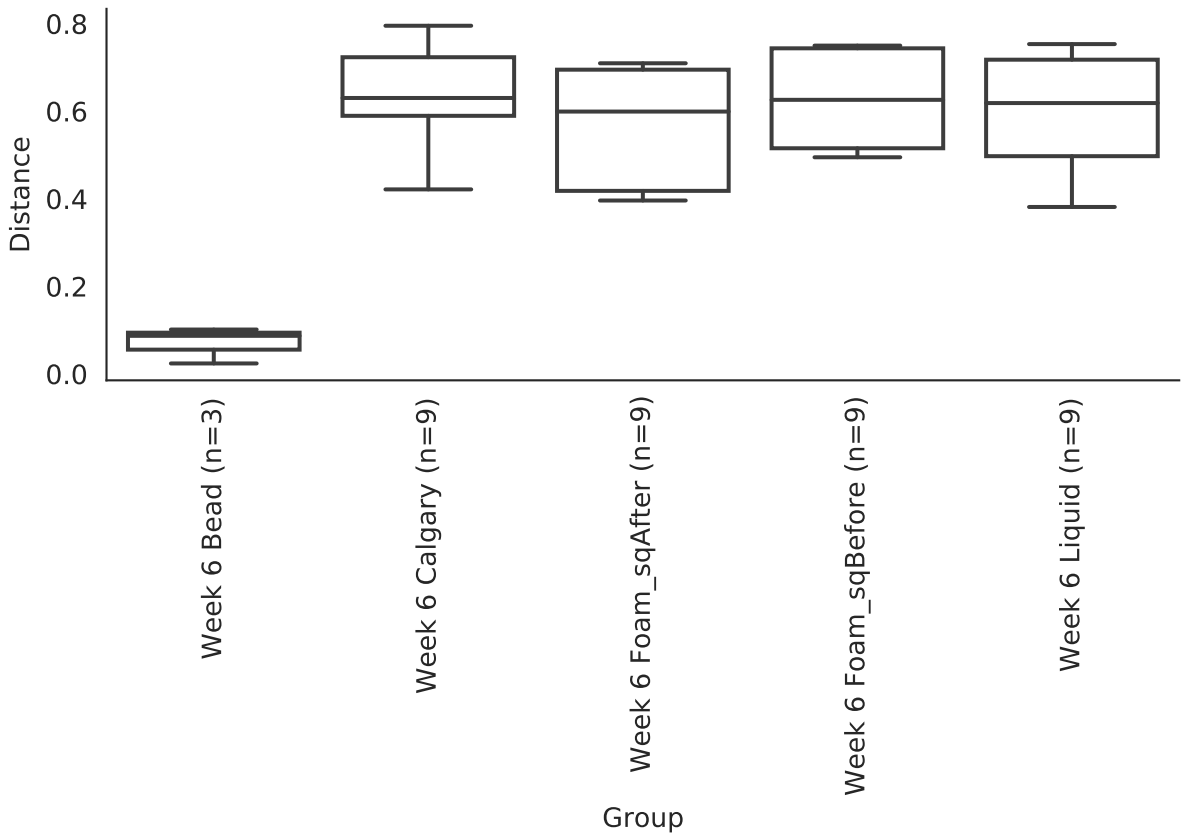 0.8
0.6
0.4
0.2
0.0
Distance
Week 6 Bead (n=3)
Week 6 Calgary (n=9)
Week 6 Foam_sqAfter (n=9)
Week 6 Foam_sqBefore (n=9)
Week 6 Liquid (n=9)
Group